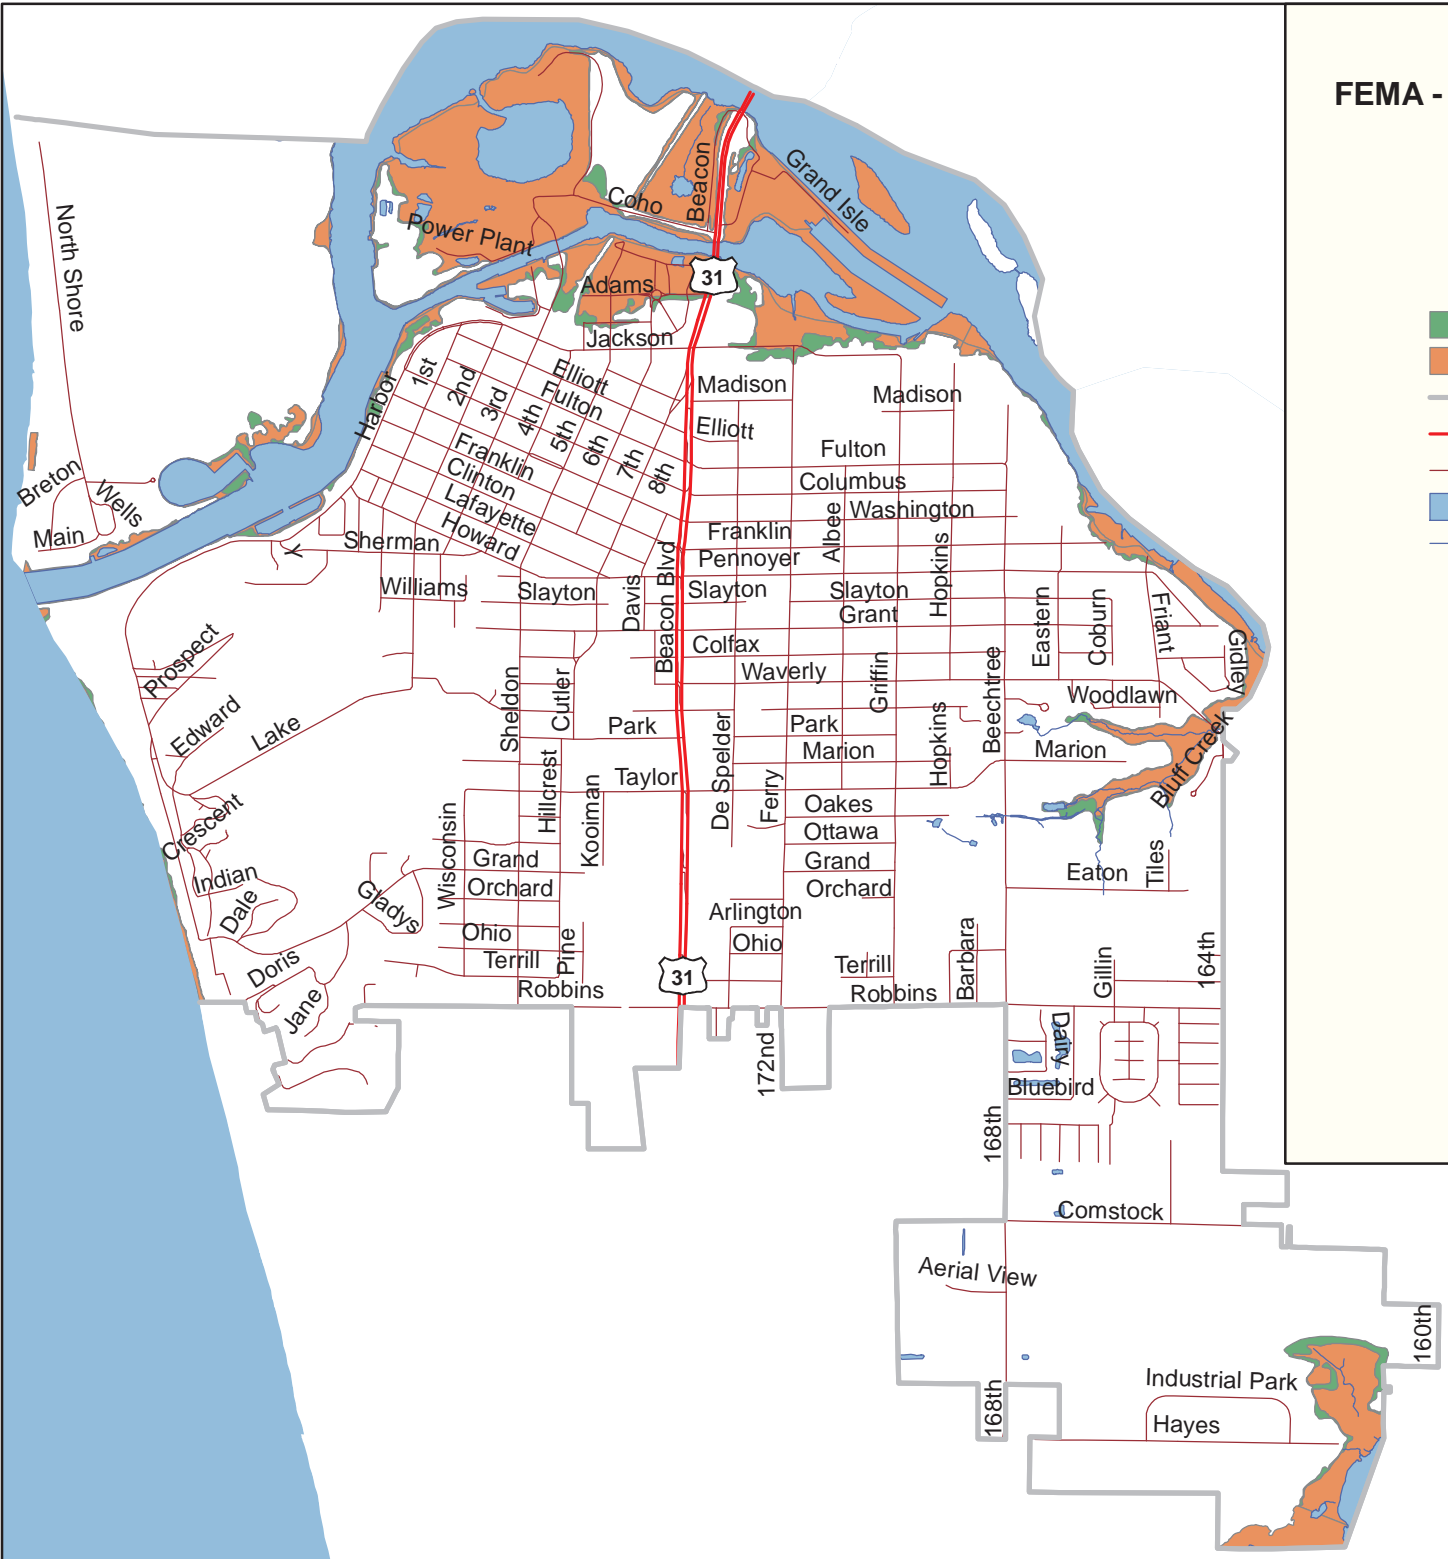 FEMA -
North Shore
Grand Isle
Beacon
Coho
Power Plant
Adams
31
Jackson
Harbor
1st
2nd
3rd
4th
5th
6th
7th
8th
Elliott
Fulton
Madison
Madison
Elliott
Fulton
Franklin
Clinton
Lafayette
Howard
Columbus
Washington
Albee
Franklin
Pennoyer
Breton
Wells
Main
Y
Sherman
Williams
Slayton
Davis
Beacon Blvd
Slayton
Slayton
Grant
Hopkins
Eastern
Coburn
Friant
Gidley
Prospect
Colfax
Waverly
Griffin
Beechtree
Woodlawn
Edward
Lake
Sheldon
Cutler
Park
De Spelder
Park
Marion
Hopkins
Marion
Bluff Creek
Taylor
Hillcrest
Kooiman
Ferry
Oakes
Ottawa
Crescent
Wisconsin
Grand
Grand
Eaton
Tiles
Indian
Dale
Gladys
Orchard
Orchard
Arlington
Ohio
Ohio
Pine
Terrill
Terrill
Barbara
Gillin
164th
Doris
Jane
31
Robbins
Robbins
172nd
Dairy
Bluebird
168th
Comstock
Aerial View
160th
168th
Industrial Park
Hayes